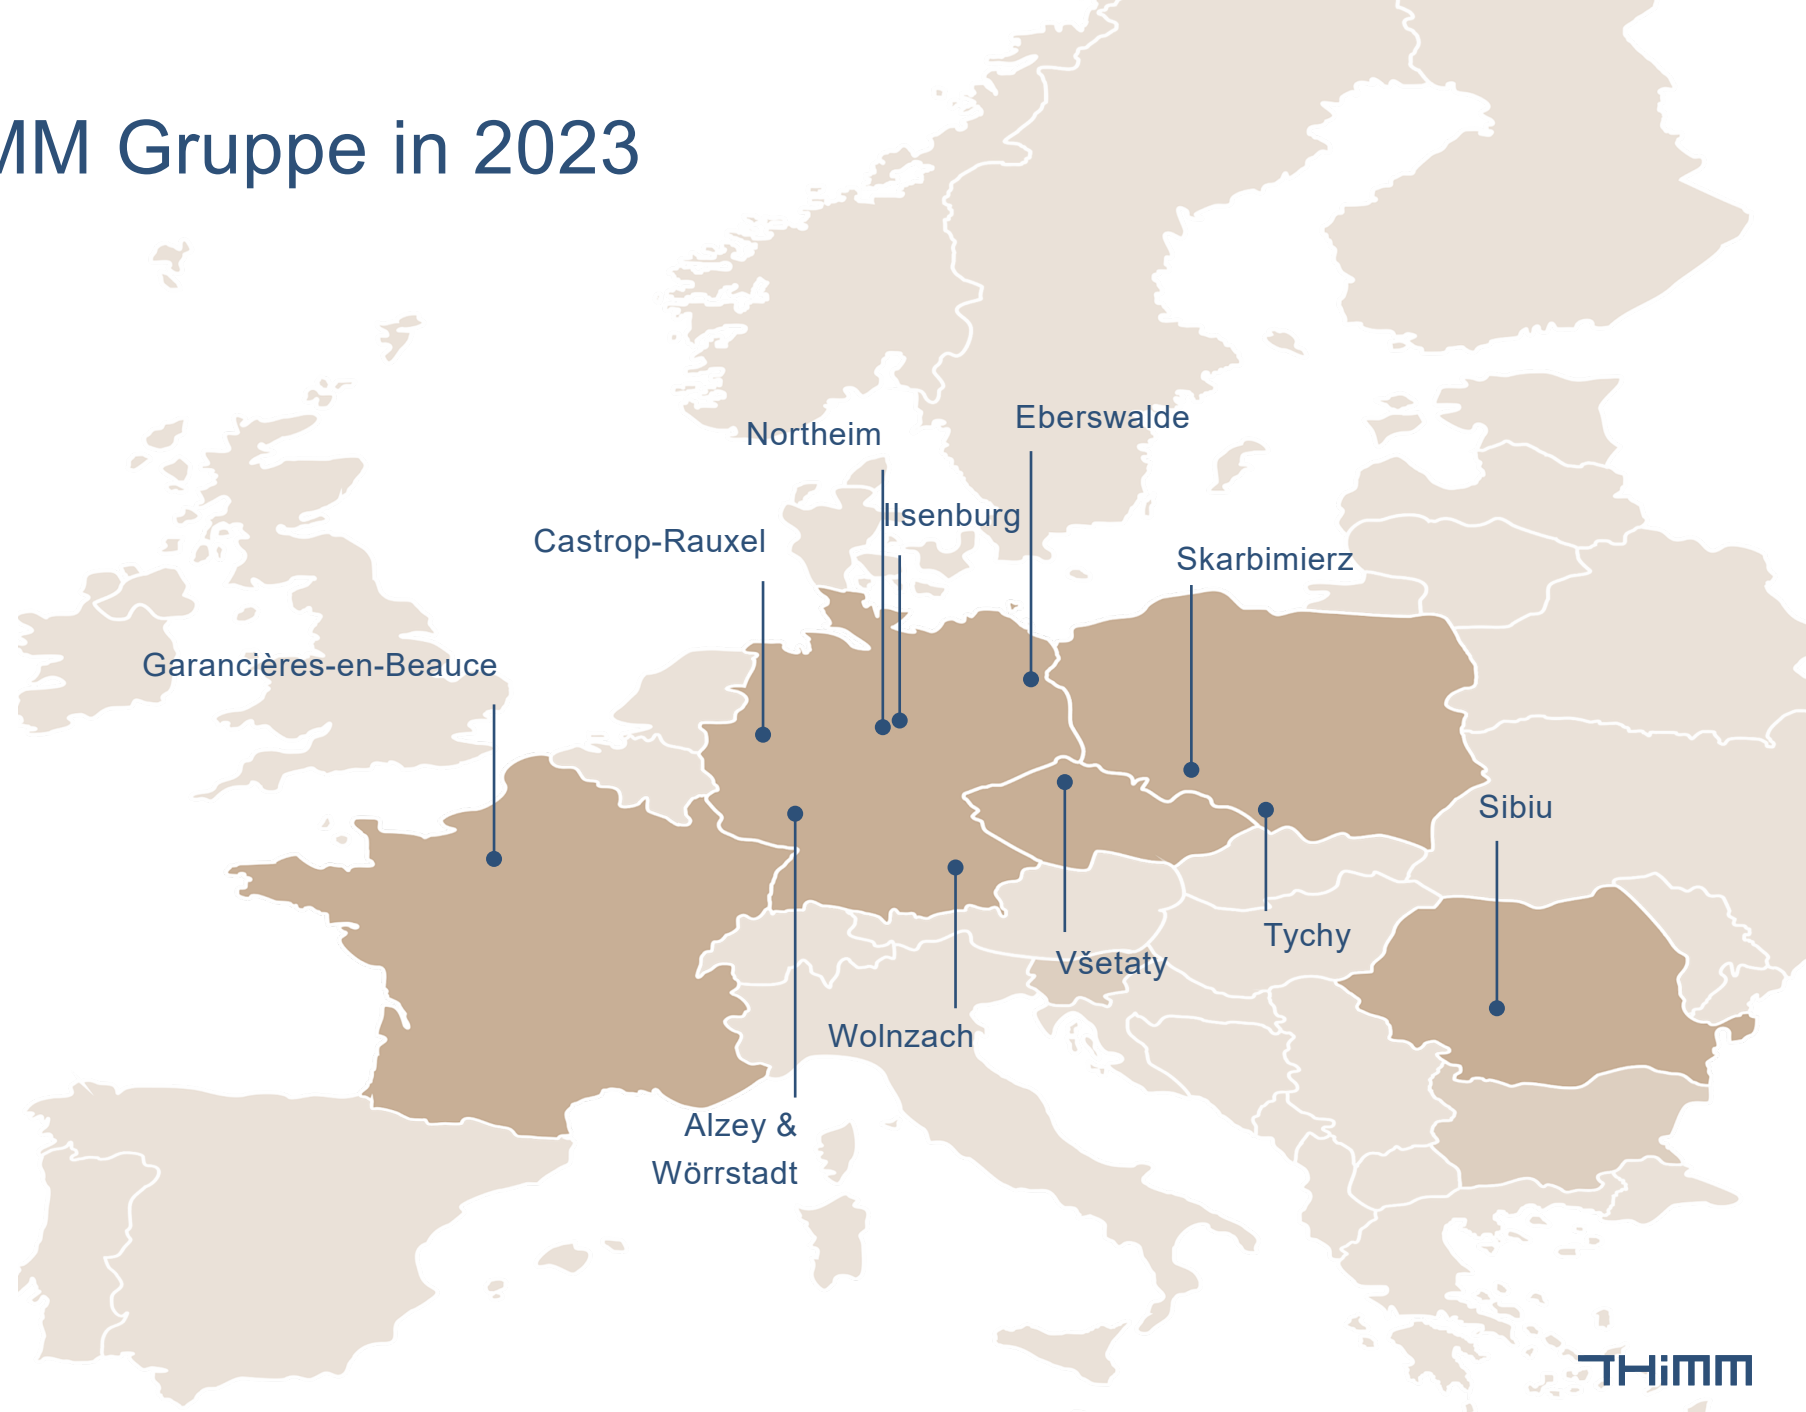 MM Gruppe in 2023
Eberswalde
Northeim
Ilsenburg
Castrop-Rauxel
Skarbimierz
Garancières-en-Beauce
Sibiu
Tychy
Všetaty
Wolnzach
Alzey &
Wörrstadt
THiMM